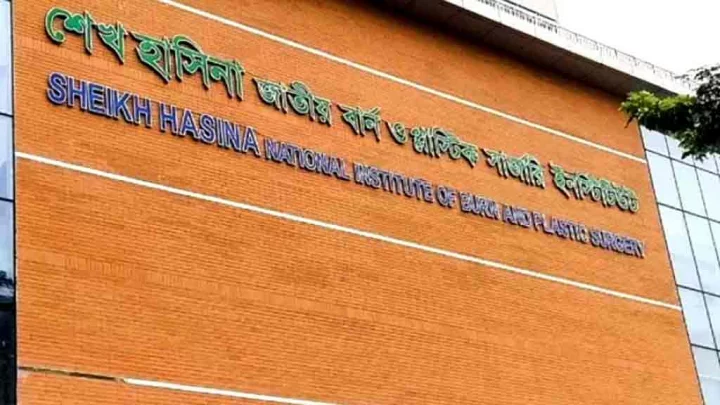 শেখ হাসিনা জাতীয় বার্ন ও প্লাস্টিক সার্জারি ইনস্টিটিউট
SHEIKH HASINA NATIONAL INSTITUTE OF BURN AND PLASTIC SURGERY